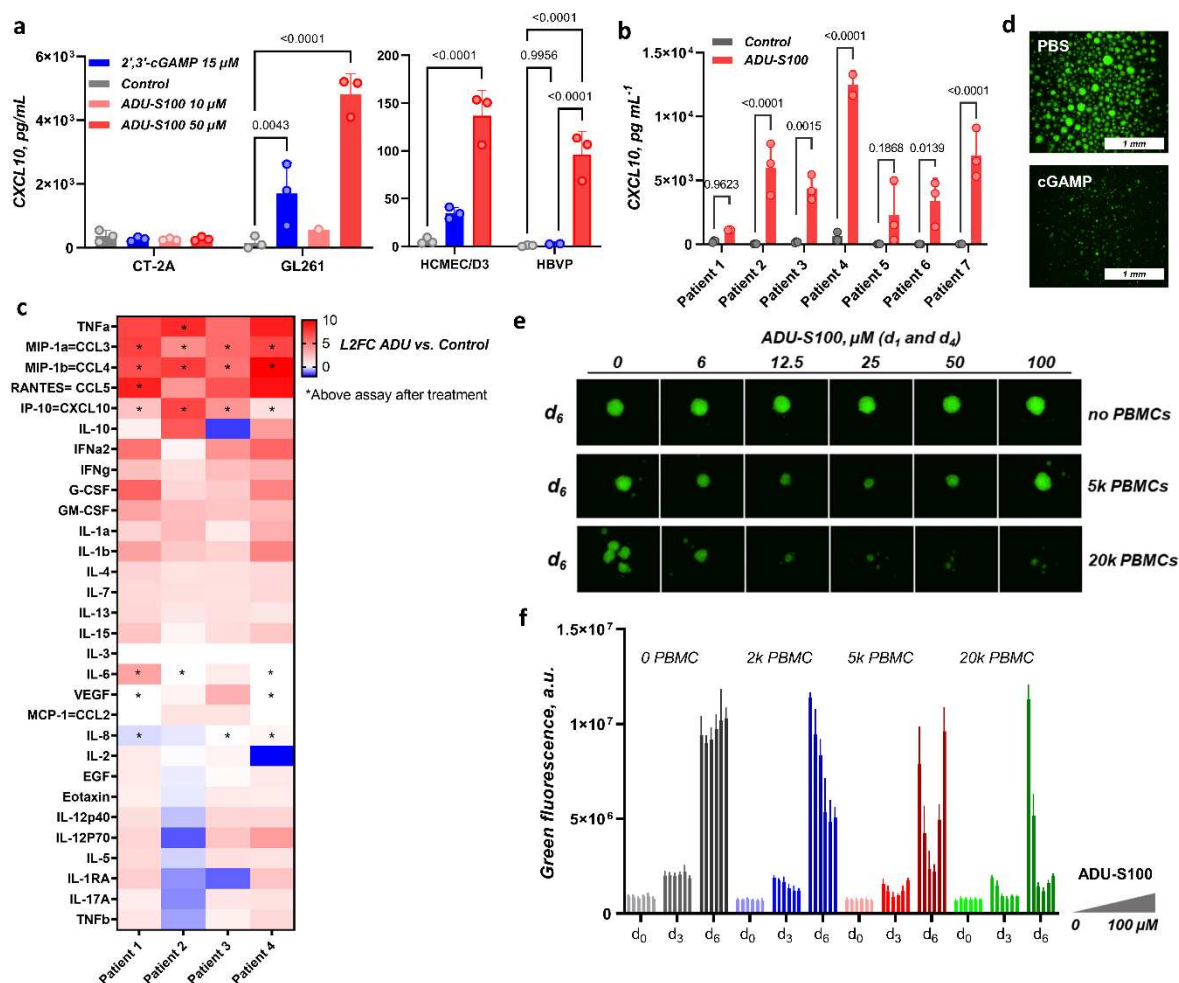 a
CXCL10, pg/mL
6×10³
4×10³
2×10³
0
2',3'-cGAMP 15 µM
Control
ADU-S100 10 µM
ADU-S100 50 µM
<0.0001
0.0043
CT-2A
GL261
200
150
100
50
0
<0.0001
<0.0001
0.9956
<0.0001
HCMEC/D3
HBVP
b
CXCL10, pg mL⁻¹
1.5×10⁴
1.0×10⁴
5.0×10³
0
Control
ADU-S100
0.9623
<0.0001
0.0015
<0.0001
0.1868
0.0139
<0.0001
Patient 1
Patient 2
Patient 3
Patient 4
Patient 5
Patient 6
Patient 7
d
PBS
1 mm
cGAMP
1 mm
c
TNFa
MIP-1a=CCL3
MIP-1b=CCL4
RANTES= CCL5
IP-10=CXCL10
IL-10
IFNa2
IFNg
G-CSF
GM-CSF
IL-1a
IL-1b
IL-4
IL-7
IL-13
IL-15
IL-3
IL-6
VEGF
MCP-1=CCL2
IL-8
IL-2
EGF
Eotaxin
IL-12p40
IL-12P70
IL-5
IL-1RA
IL-17A
TNFb
Patient 1
Patient 2
Patient 3
Patient 4
10
5
0
L2FC ADU vs. Control
*Above assay after treatment
e
ADU-S100, µM (d₁ and d₄)
0 6 12.5 25 50 100
d₆ no PBMCs
d₆ 5k PBMCs
d₆ 20k PBMCs
f
Green fluorescence, a.u.
1.5×10⁷
1×10⁷
5×10⁶
0
0 PBMC 2k PBMC 5k PBMC 20k PBMC
d₀ d₃ d₆ d₀ d₃ d₆ d₀ d₃ d₆ d₀ d₃ d₆
ADU-S100
0 100 µM